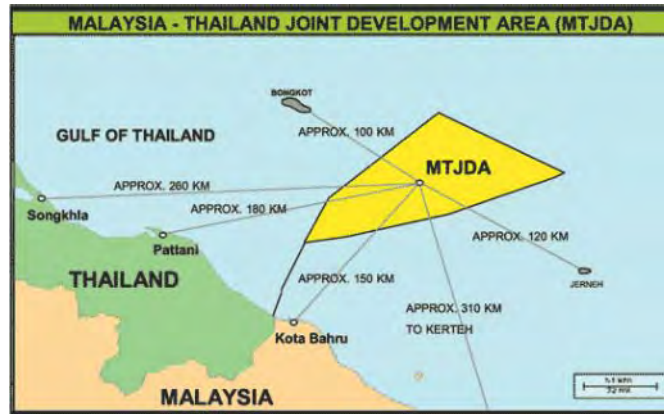 MALAYSIA - THAILAND JOINT DEVELOPMENT AREA (MTJDA)
BONGKOT
GULF OF THAILAND
APPROX. 100 KM
MTJDA
APPROX. 260 KM
Songkhla
APPROX. 180 KM
Pattani
APPROX. 120 KM
THAILAND
APPROX. 150 KM
JERNEH
APPROX. 310 KM
TO KERTEH
Kota Bahru
MALAYSIA